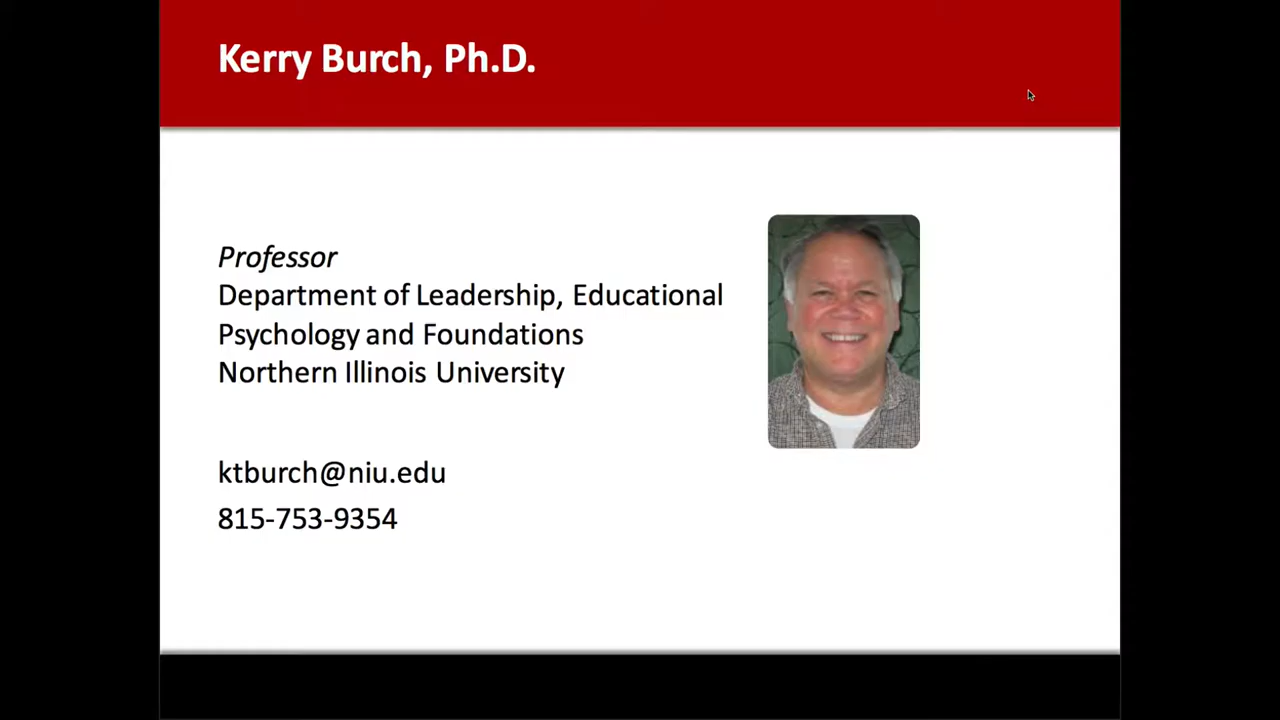 Kerry Burch, Ph.D.
Professor
Department of Leadership, Educational
Psychology and Foundations
Northern Illinois University
ktburch@niu.edu
815-753-9354